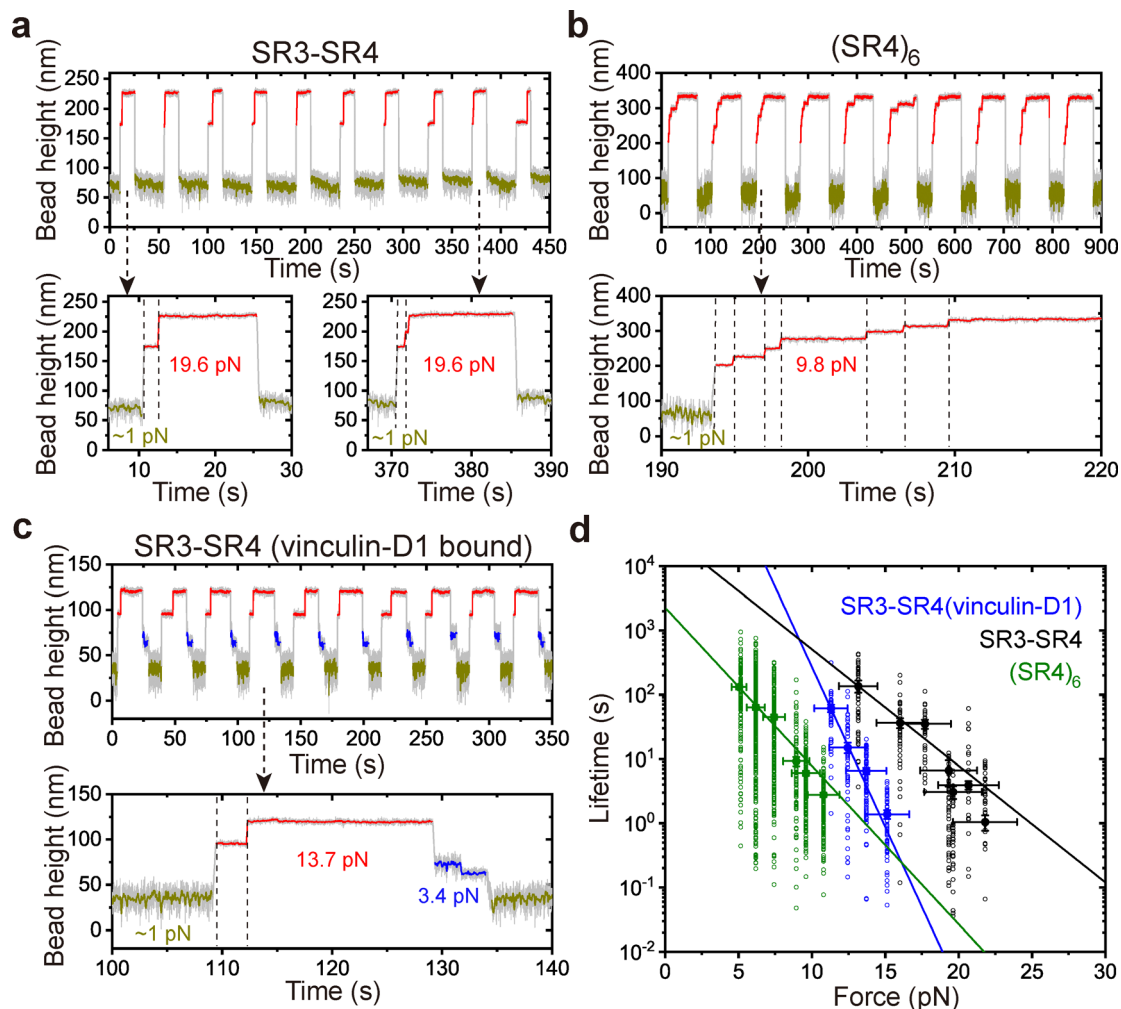 a
SR3-SR4
Bead height (nm)
250
200
150
100
50
0
0 50 100 150 200 250 300 350 400 450
Time (s)
Bead height (nm)
250
200
150
100
50
0
19.6 pN
~1 pN
10 20 30
Time (s)
250
200
150
100
50
0
19.6 pN
~1 pN
370 380 390
Time (s)
b
(SR4)6
Bead height (nm)
400
300
200
100
0
0 100 200 300 400 500 600 700 800 900
Time (s)
Bead height (nm)
400
300
200
100
0
9.8 pN
~1 pN
190 200 210 220
Time (s)
c
SR3-SR4 (vinculin-D1 bound)
Bead height (nm)
150
100
50
0
0 50 100 150 200 250 300 350
Time (s)
Bead height (nm)
150
100
50
0
13.7 pN
3.4 pN
~1 pN
100 110 120 130 140
Time (s)
d
Lifetime (s)
10^4
10^3
10^2
10^1
10^0
10^-1
10^-2
SR3-SR4(vinculin-D1)
SR3-SR4
(SR4)6
0 5 10 15 20 25 30
Force (pN)